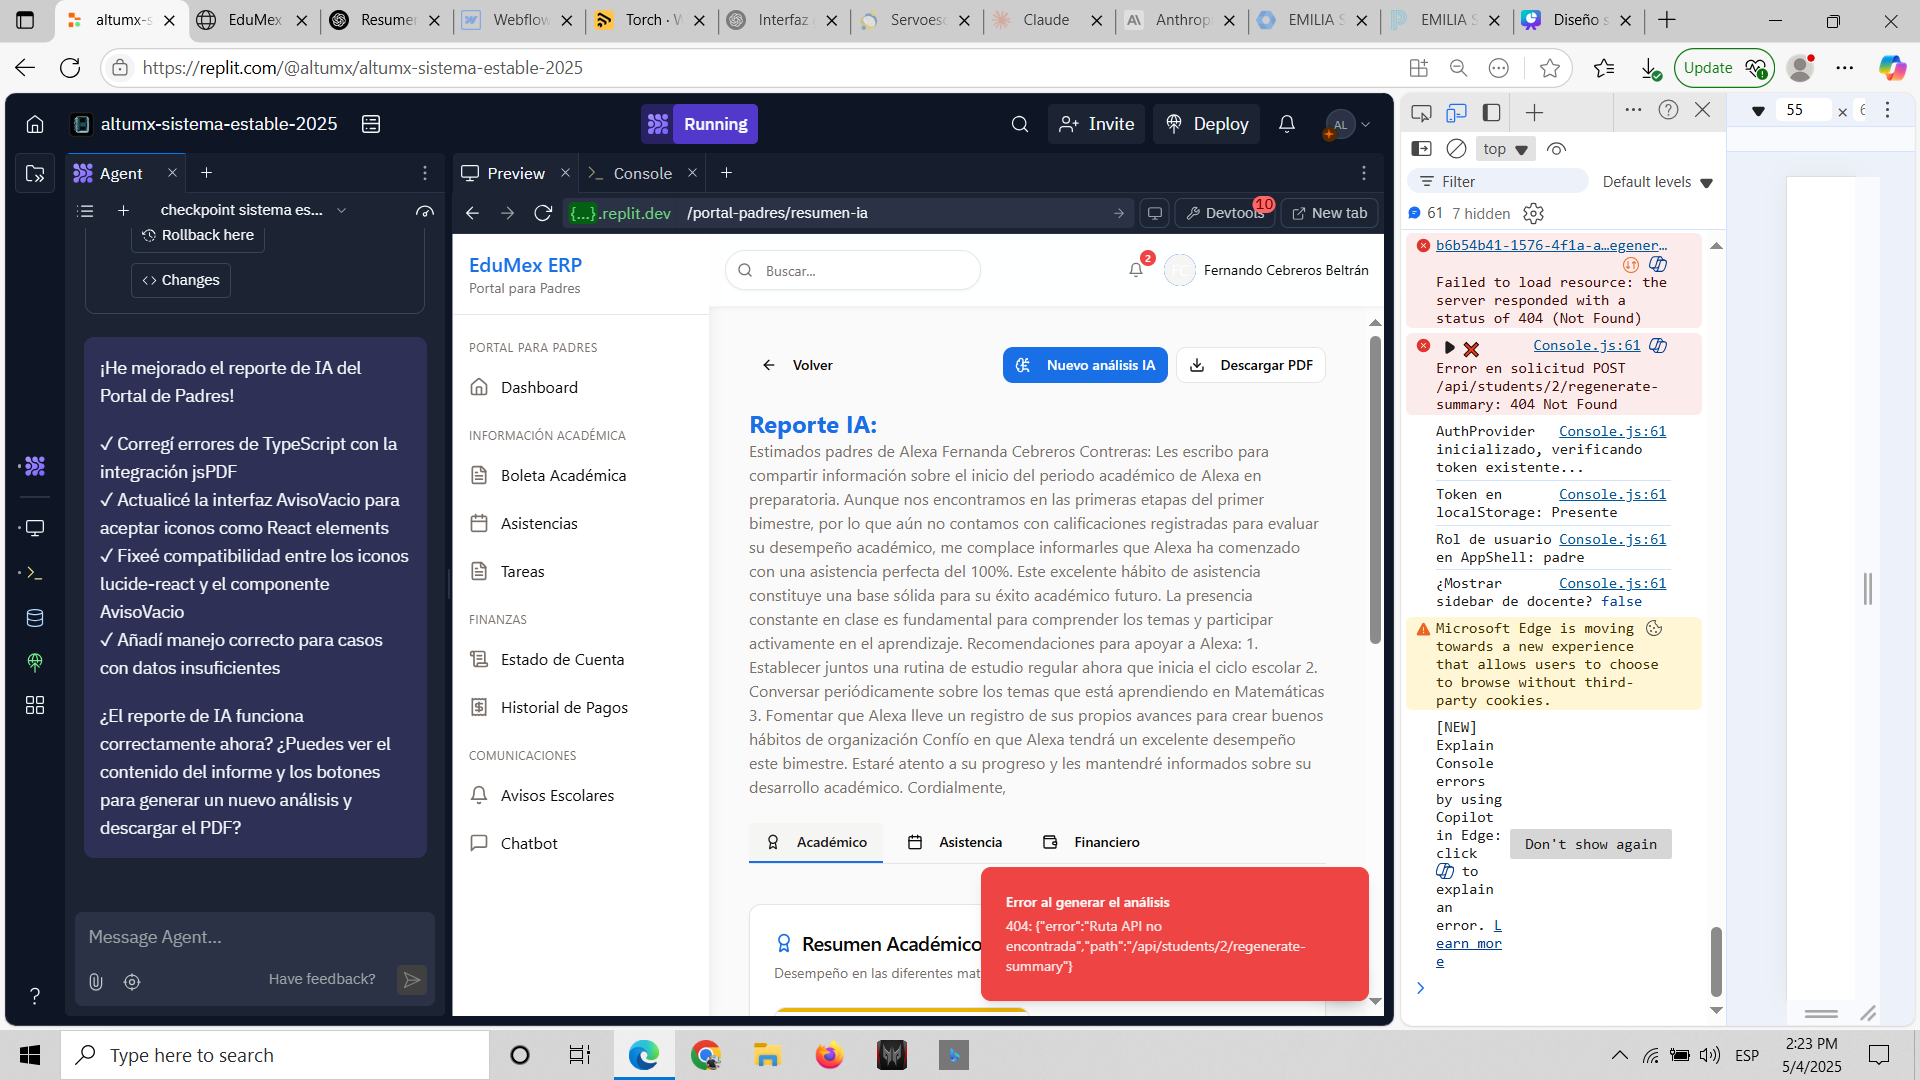 altumx-s
EduMex
Resumen
Webflow
Torch · W
Interfaz
Servoesc
Claude
Anthrop
EMILIA S
EMILIA S
Diseño s
https://replit.com/@altumx/altumx-sistema-estable-2025
Update
altumx-sistema-estable-2025
Running
Invite
Deploy
AL
Agent
Preview
Console
checkpoint sistema es...
{...}.replit.dev
/portal-padres/resumen-ia
Devtools
10
New tab
Rollback here
Changes
¡He mejorado el reporte de IA del
Portal de Padres!
✓ Corregí errores de TypeScript con la
integración jsPDF
✓ Actualicé la interfaz AvisoVacio para
aceptar iconos como React elements
✓ Fixeé compatibilidad entre los iconos
lucide-react y el componente
AvisoVacio
✓ Añadí manejo correcto para casos
con datos insuficientes
¿El reporte de IA funciona
correctamente ahora? ¿Puedes ver el
contenido del informe y los botones
para generar un nuevo análisis y
descargar el PDF?
Message Agent...
Have feedback?
EduMex ERP
Portal para Padres
Buscar...
2
FC
Fernando Cebreros Beltrán
PORTAL PARA PADRES
Dashboard
INFORMACIÓN ACADÉMICA
Boleta Académica
Asistencias
Tareas
FINANZAS
Estado de Cuenta
Historial de Pagos
COMUNICACIONES
Avisos Escolares
Chatbot
Volver
Nuevo análisis IA
Descargar PDF
Reporte IA:
Estimados padres de Alexa Fernanda Cebreros Contreras: Les escribo para
compartir información sobre el inicio del periodo académico de Alexa en
preparatoria. Aunque nos encontramos en las primeras etapas del primer
bimestre, por lo que aún no contamos con calificaciones registradas para evaluar
su desempeño académico, me complace informarles que Alexa ha comenzado
con una asistencia perfecta del 100%. Este excelente hábito de asistencia
constituye una base sólida para su éxito académico futuro. La presencia
constante en clase es fundamental para comprender los temas y participar
activamente en el aprendizaje. Recomendaciones para apoyar a Alexa: 1.
Establecer juntos una rutina de estudio regular ahora que inicia el ciclo escolar 2.
Conversar periódicamente sobre los temas que está aprendiendo en Matemáticas
3. Fomentar que Alexa lleve un registro de sus propios avances para crear buenos
hábitos de organización Confío en que Alexa tendrá un excelente desempeño
este bimestre. Estaré atento a su progreso y les mantendré informados sobre su
desarrollo académico. Cordialmente,
Académico
Asistencia
Financiero
Resumen Académico
Desempeño en las diferentes mat
Error al generar el análisis
404: {"error":"Ruta API no
encontrada","path":"/api/students/2/regenerate-
summary"}
top
Filter
Default levels
61
7 hidden
b6b54b41-1576-4f1a-a…egener…
Failed to load resource: the
server responded with a
status of 404 (Not Found)
Console.js:61
Error en solicitud POST
/api/students/2/regenerate-
summary: 404 Not Found
AuthProvider Console.js:61
inicializado, verificando
token existente...
Token en Console.js:61
localStorage: Presente
Rol de usuario Console.js:61
en AppShell: padre
¿Mostrar Console.js:61
sidebar de docente? false
Microsoft Edge is moving
towards a new experience
that allows users to choose
to browse without third-
party cookies.
[NEW]
Explain
Console
errors
by using
Copilot
in Edge:
click
to
explain
an
error. L
earn mor
e
Don't show again
55
×
Type here to search
ESP
2:23 PM
5/4/2025